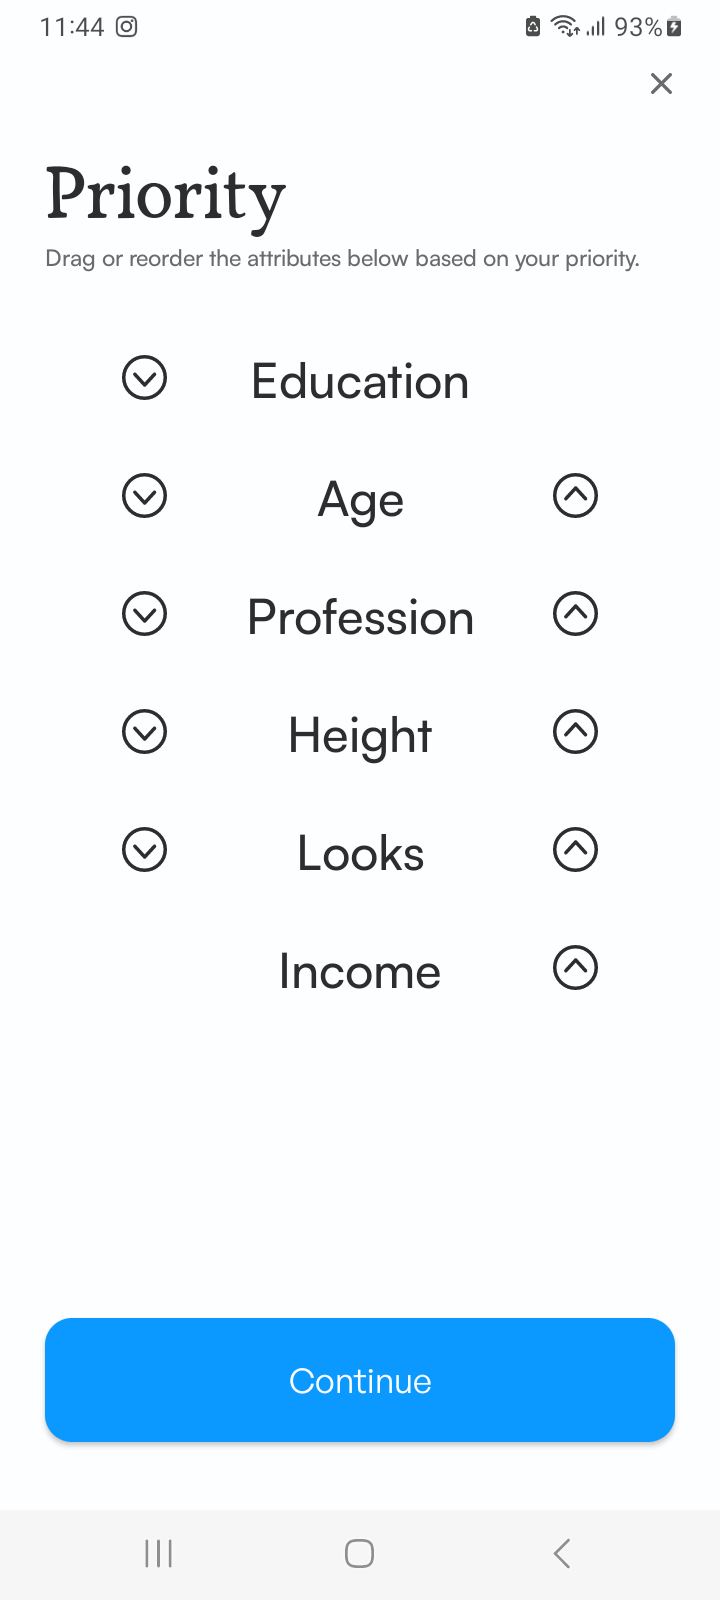 11:44 93%
Priority
Drag or reorder the attributes below based on your priority.
Education
Age
Profession
Height
Looks
Income
Continue